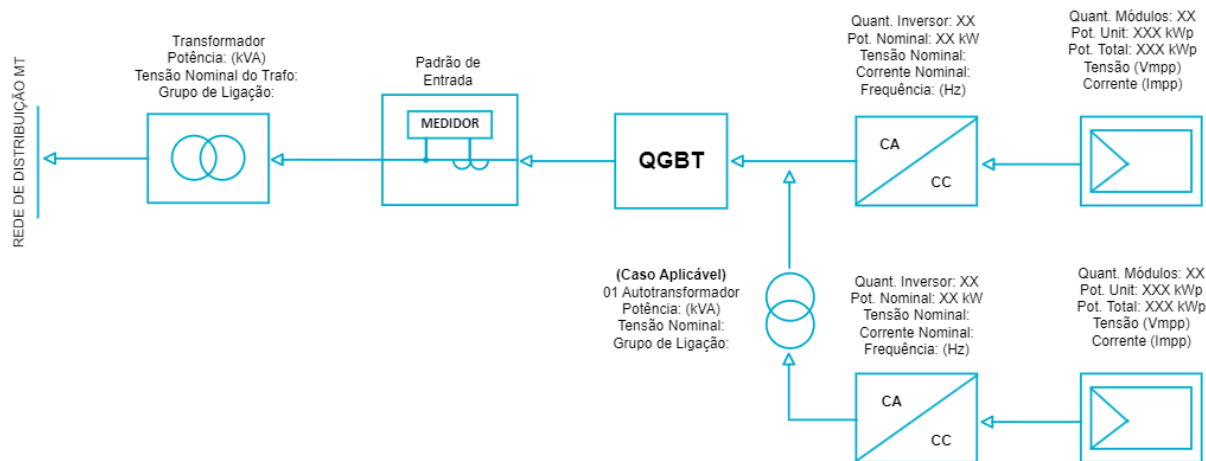 REDE DE DISTRIBUIÇÃO MT
Transformador
Potência: (kVA)
Tensão Nominal do Trafo:
Grupo de Ligação:
Padrão de
Entrada
MEDIDOR
QGBT
Quant. Inversor: XX
Pot. Nominal: XX kW
Tensão Nominal:
Corrente Nominal:
Frequência: (Hz)
CA
CC
Quant. Módulos: XX
Pot. Unit: XXX kWp
Pot. Total: XXX kWp
Tensão (Vmpp)
Corrente (Impp)
(Caso Aplicável)
01 Autotransformador
Potência: (kVA)
Tensão Nominal:
Grupo de Ligação:
Quant. Inversor: XX
Pot. Nominal: XX kW
Tensão Nominal:
Corrente Nominal:
Frequência: (Hz)
CA
CC
Quant. Módulos: XX
Pot. Unit: XXX kWp
Pot. Total: XXX kWp
Tensão (Vmpp)
Corrente (Impp)